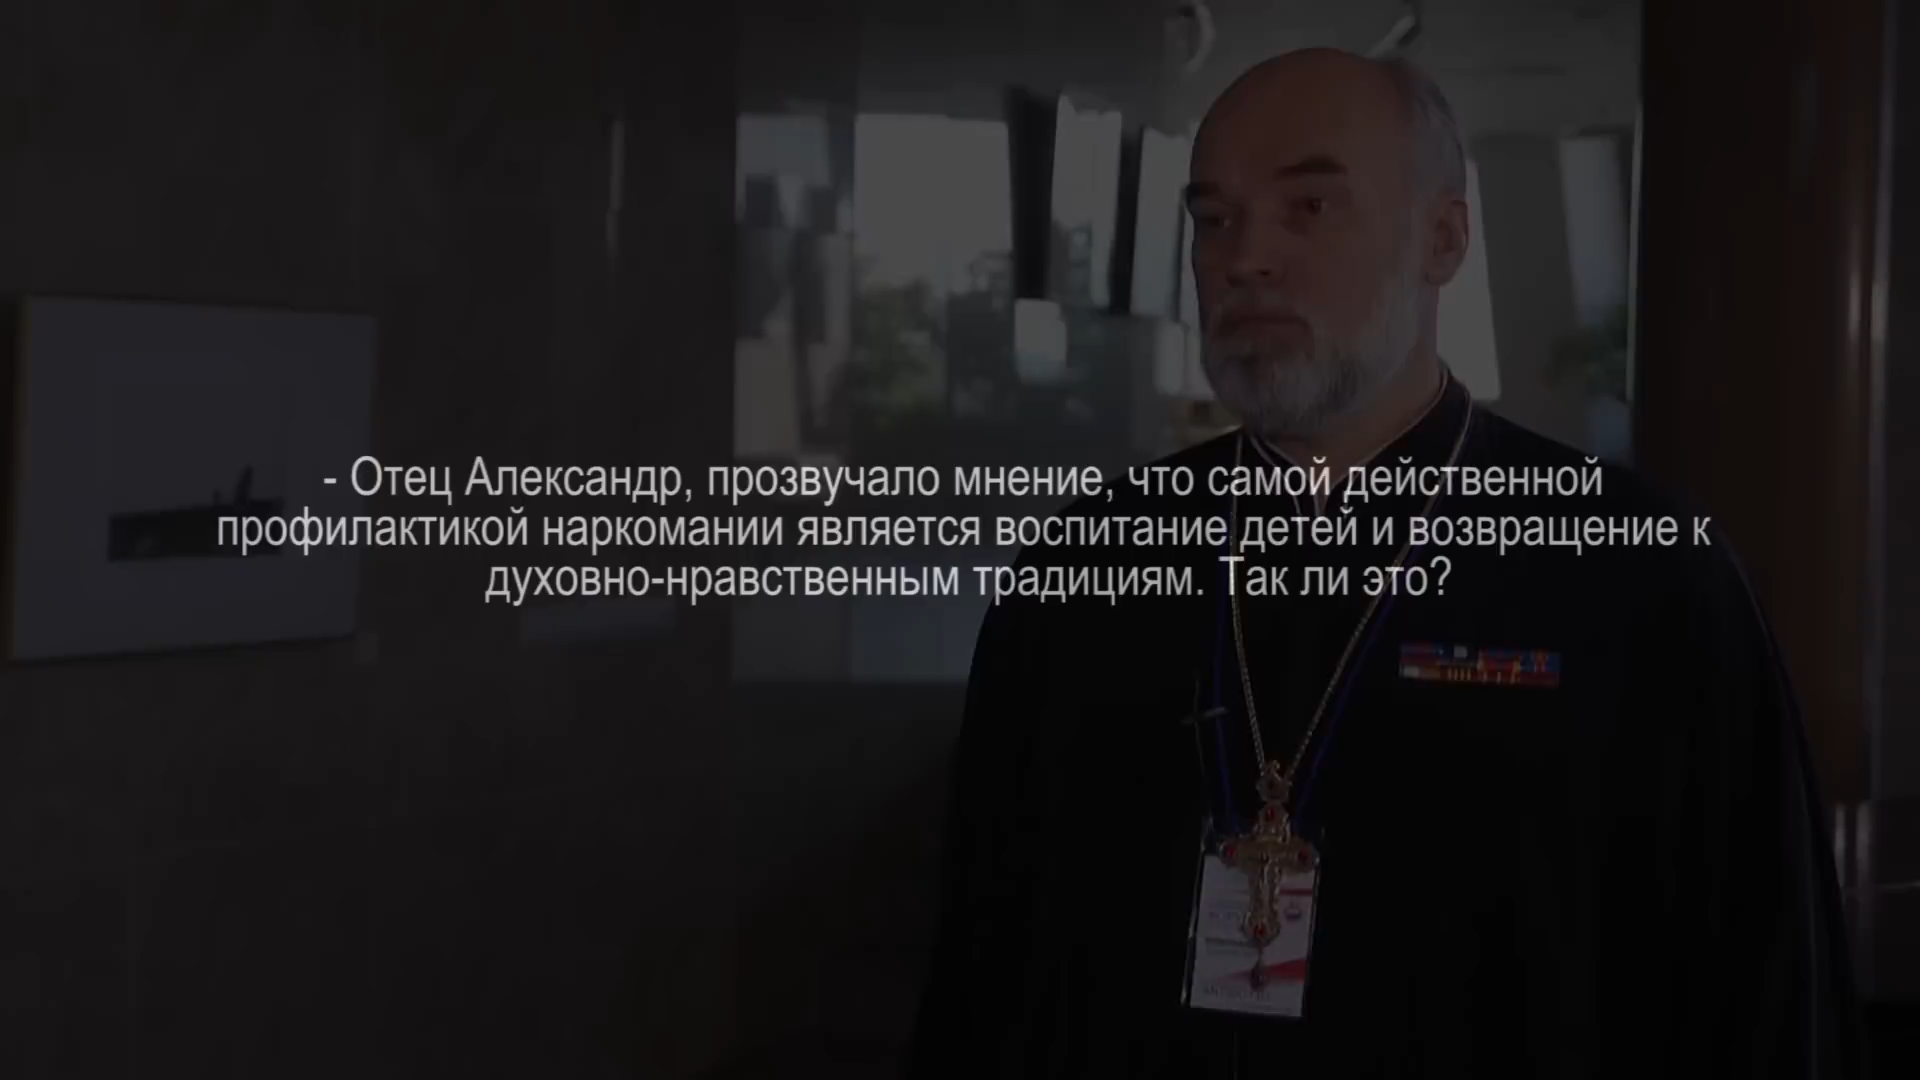 - Отец Александр, прозвучало мнение, что самой действенной
профилактикой наркомании является воспитание детей и возвращение к
духовно-нравственным традициям. Так ли это?